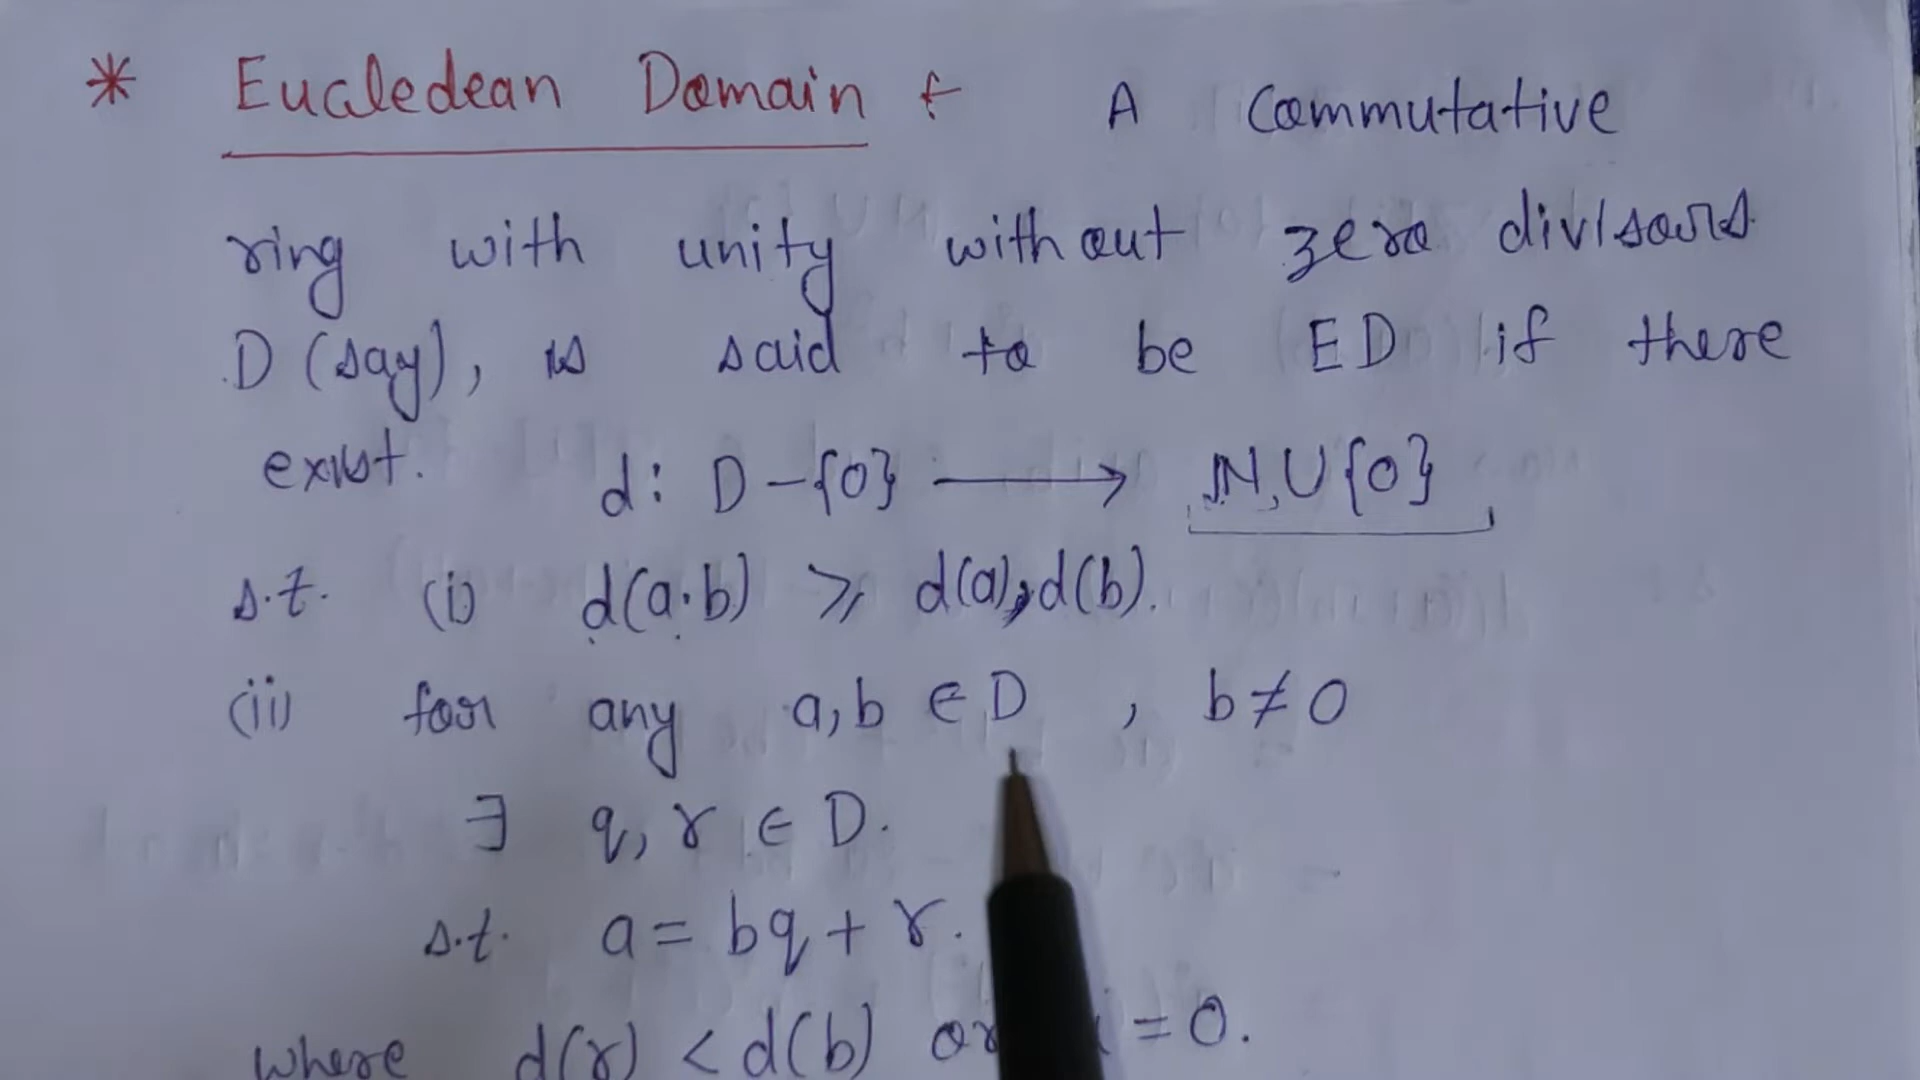 * Eucledean Domain : A Commutative
ring with unity without zero divisors
D (say), is said to be ED if there
exist. d: D - {0} ⟶ ℕ ∪ {0}
s.t. (i) d(a·b) ⩾ d(a), d(b).
(ii) for any a, b ∈ D , b ≠ 0
∃ q, r ∈ D.
s.t. a = bq + r.
where d(r) < d(b) or = 0.